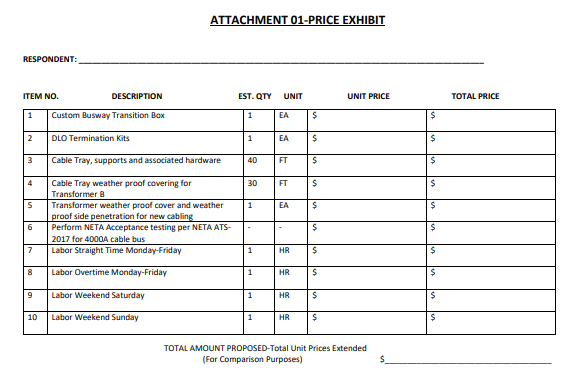 ATTACHMENT 01-PRICE EXHIBIT
RESPONDENT: ____________________
ITEM NO. DESCRIPTION EST. QTY UNIT UNIT PRICE TOTAL PRICE
1 Custom Busway Transition Box 1 EA $ $
2 DLO Termination Kits 1 EA $ $
3 Cable Tray, supports and associated hardware 40 FT $ $
4 Cable Tray weather proof covering for 30 FT $ $
Transformer B
5 Transformer weather proof cover and weather 1 EA $ $
proof side penetration for new cabling
6 Perform NETA Acceptance testing per NETA ATS- - - $ $
2017 for 4000A cable bus
7 Labor Straight Time Monday-Friday 1 HR $ $
8 Labor Overtime Monday-Friday 1 HR $ $
9 Labor Weekend Saturday 1 HR $ $
10 Labor Weekend Sunday 1 HR $ $
TOTAL AMOUNT PROPOSED-Total Unit Prices Extended
(For Comparison Purposes) $____________________